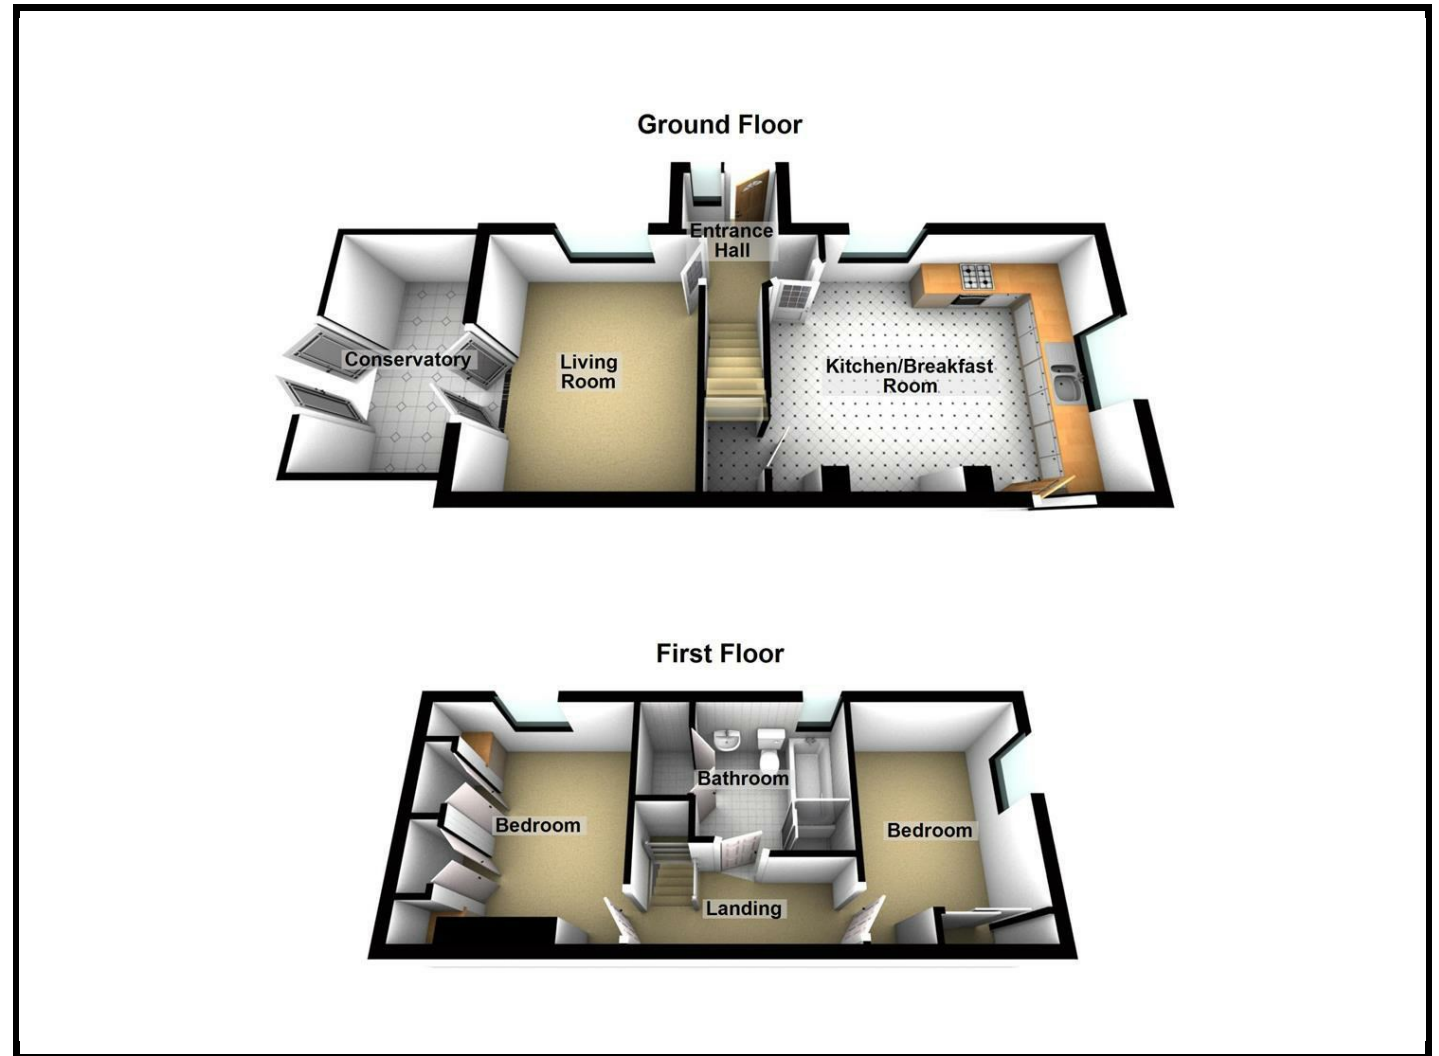 Ground Floor
Entrance
Hall
Conservatory
Living
Room
Kitchen/Breakfast
Room
First Floor
Bathroom
Bedroom
Bedroom
Landing